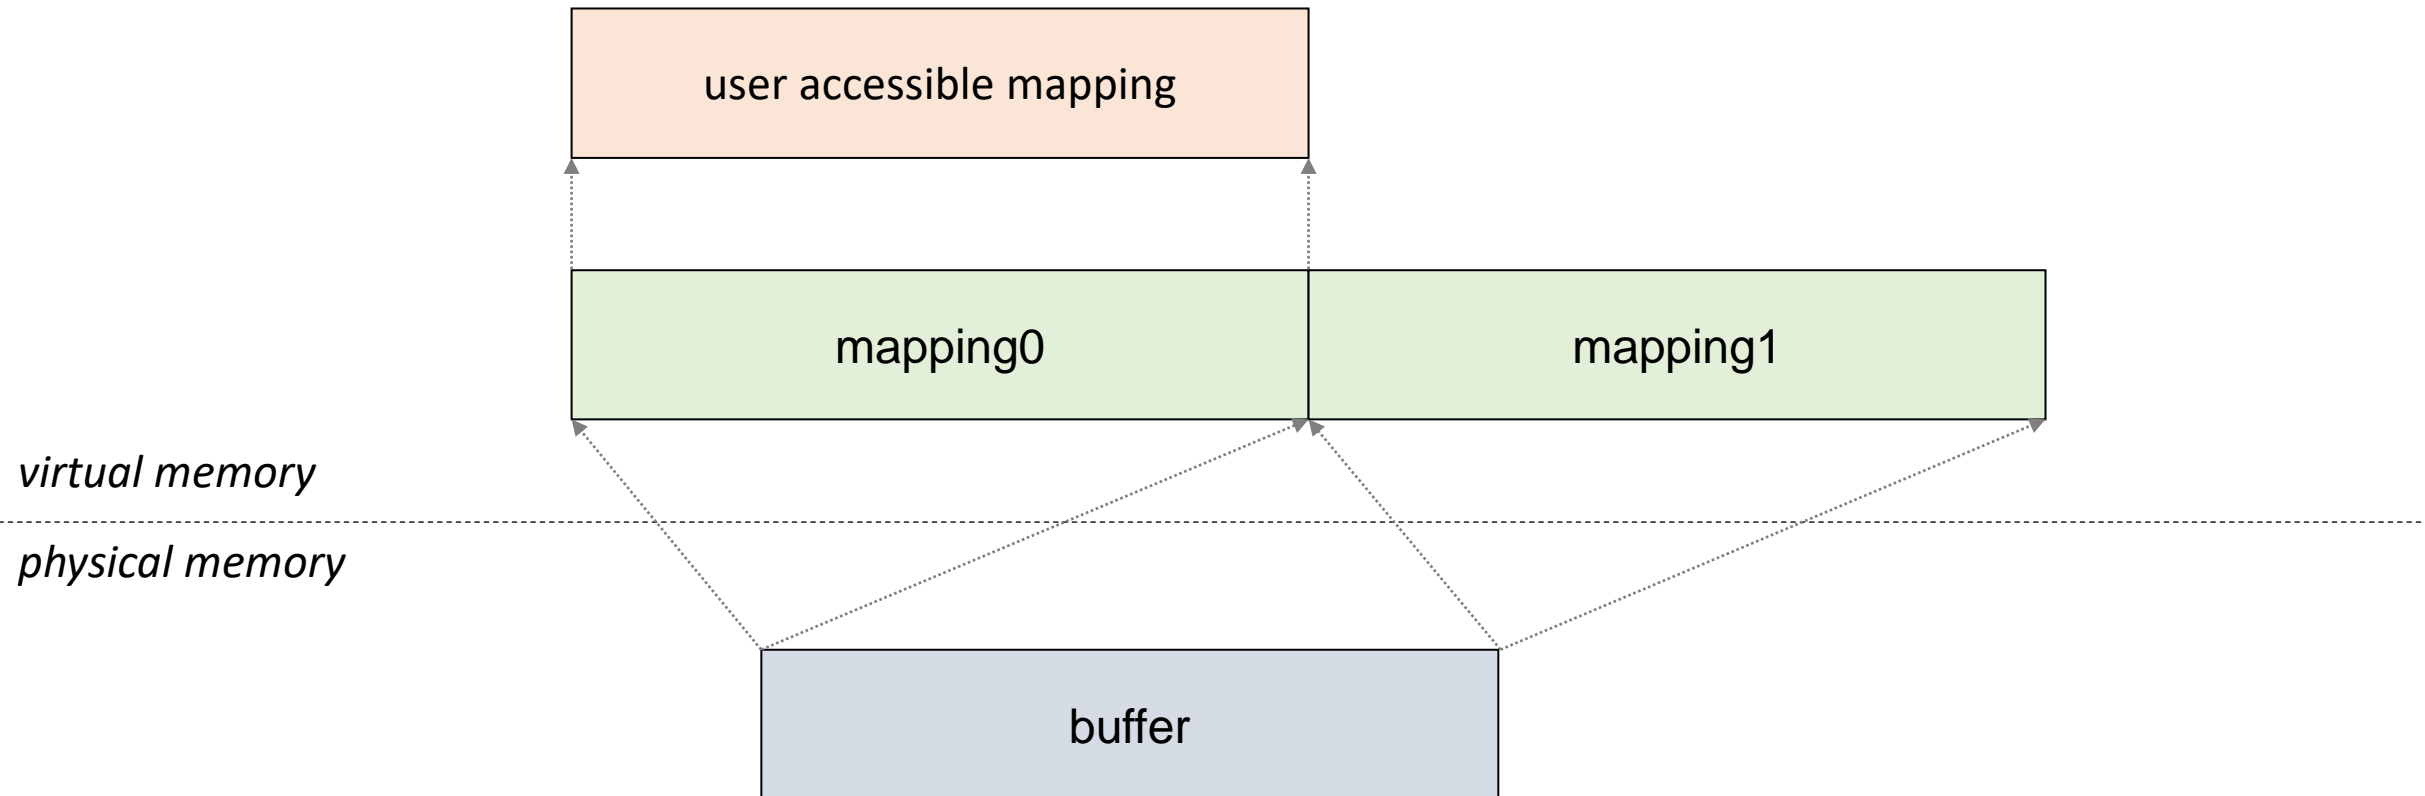 user accessible mapping
mapping0
mapping1
virtual memory
physical memory
buffer